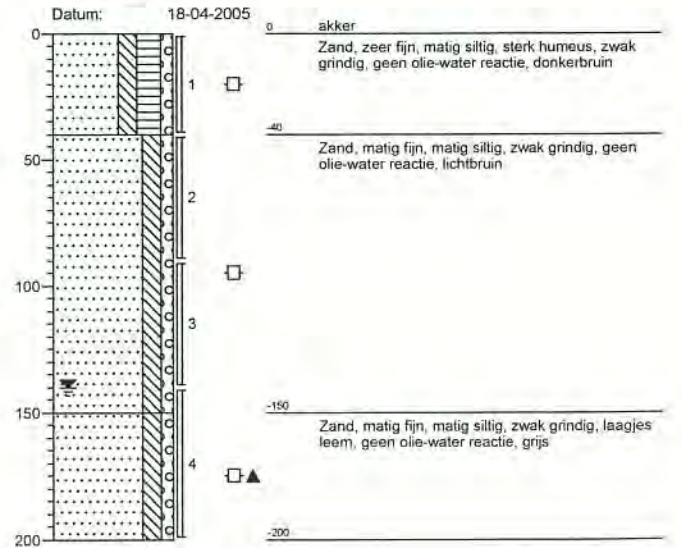 Datum: 18-04-2005
0
50
100
150
200
1
2
3
4
0 akker
Zand, zeer fijn, matig siltig, sterk humeus, zwak
grindig, geen olie-water reactie, donkerbruin
Zand, matig fijn, matig siltig, zwak grindig, geen
olie-water reactie, lichtbruin
-150
Zand, matig fijn, matig siltig, zwak grindig, laagjes
leem, geen olie-water reactie, grijs
-200